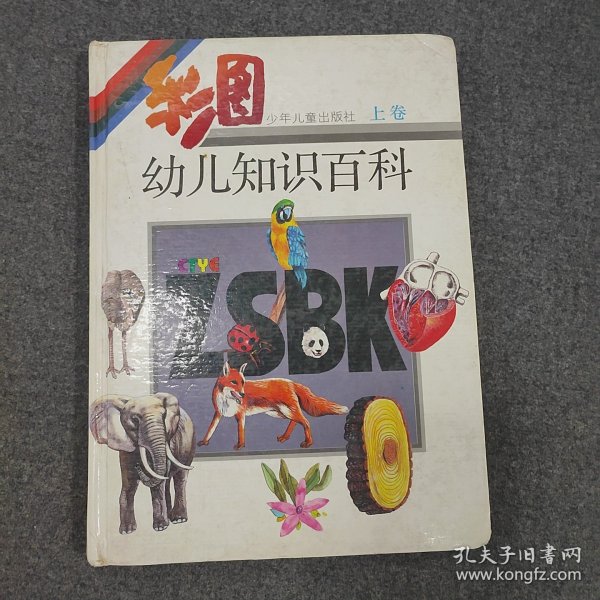 彩图
少年儿童出版社 上卷
幼儿知识百科
CTYE
ZSBK
孔夫子旧书网
www.kongfz.com